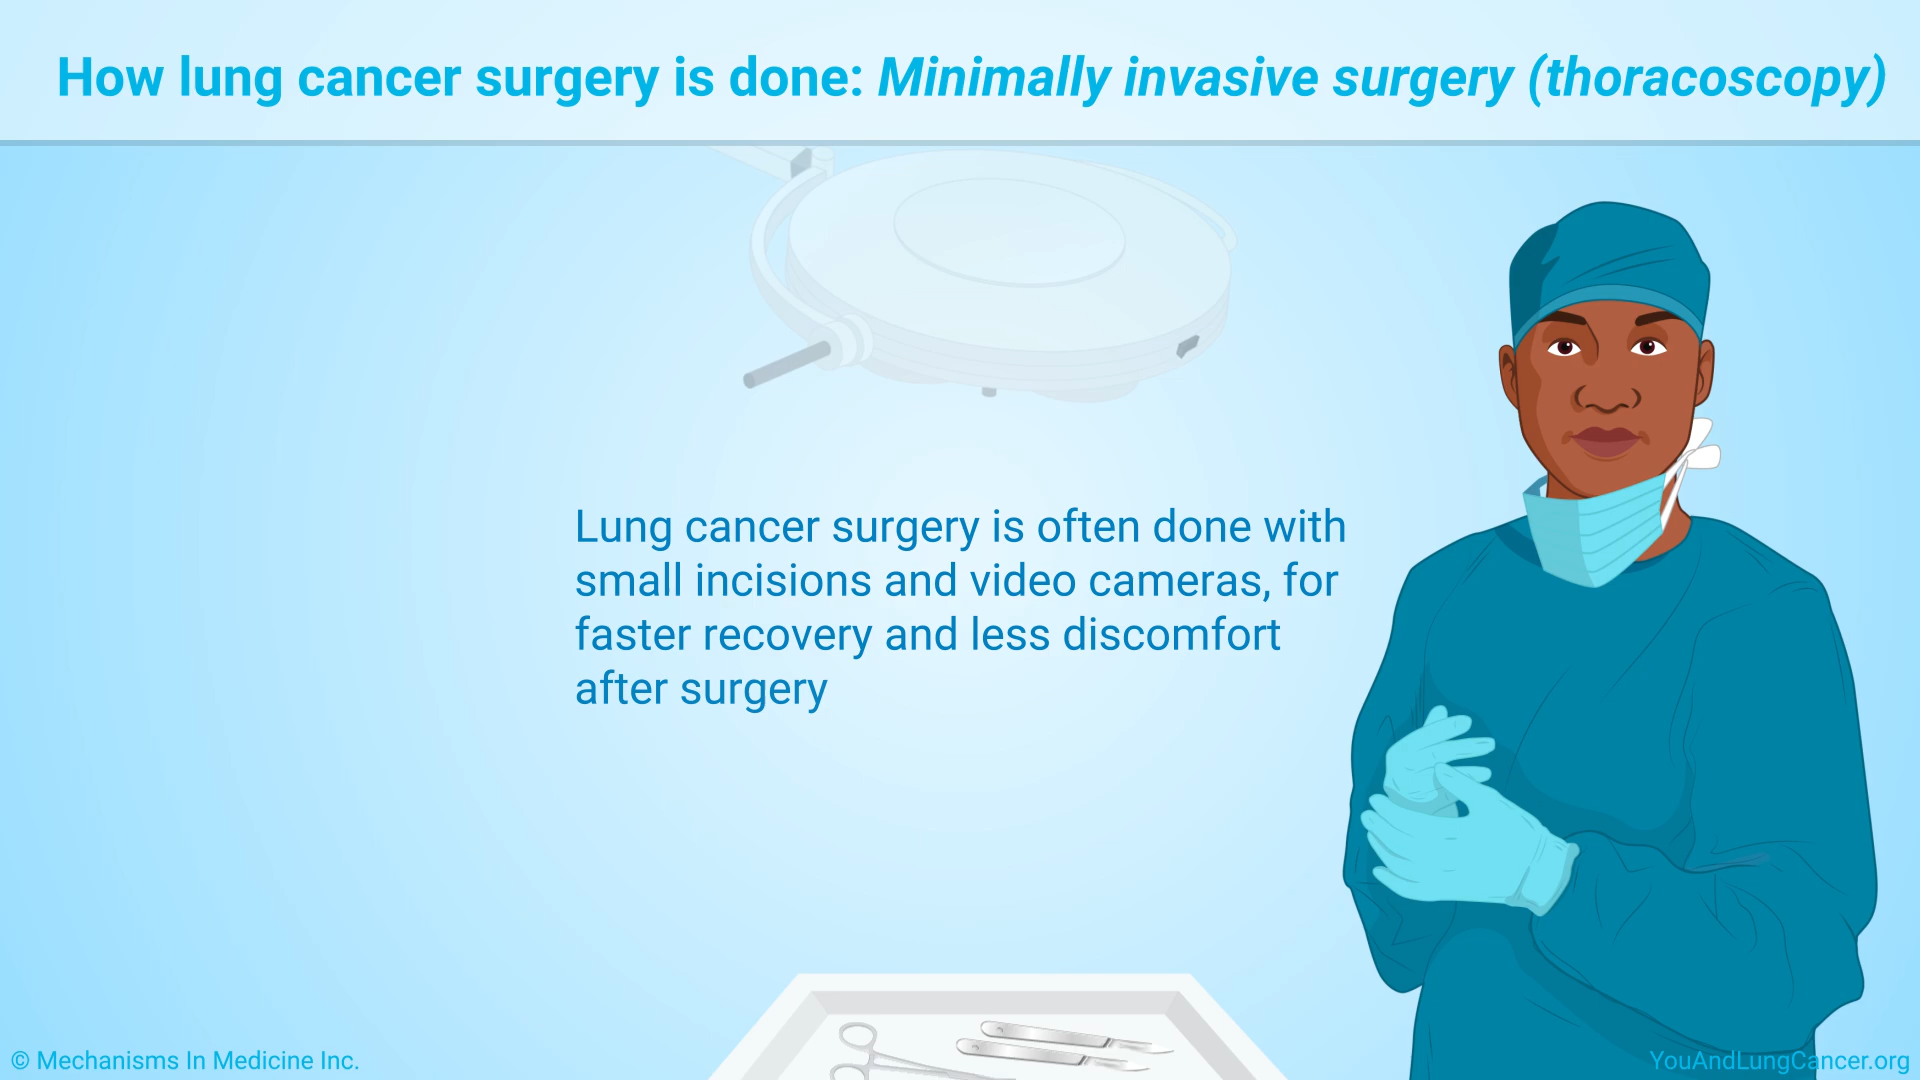 How lung cancer surgery is done: Minimally invasive surgery (thoracoscopy)
Lung cancer surgery is often done with
small incisions and video cameras, for
faster recovery and less discomfort
after surgery
© Mechanisms In Medicine Inc.
YouAndLungCancer.org